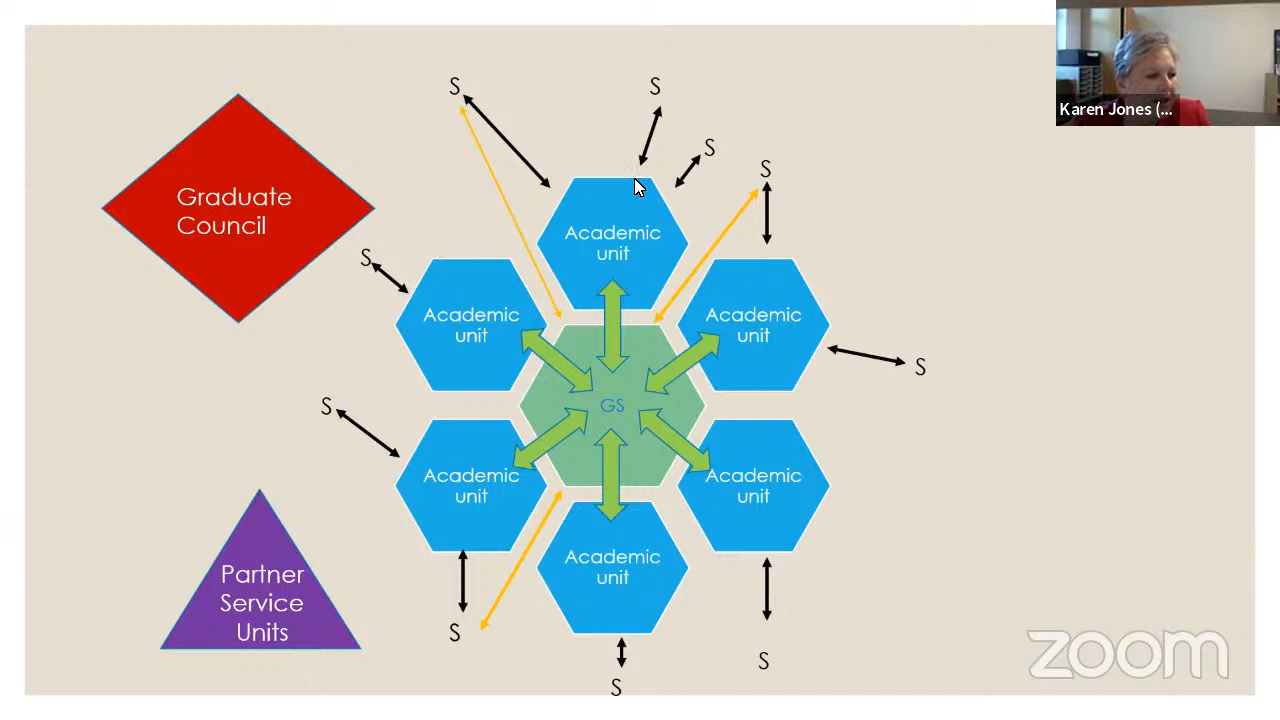 S
S
S
S
Karen Jones (...
Graduate
Council
Academic
unit
S
Academic
unit
Academic
unit
S
S
GS
Academic
unit
Academic
unit
Academic
unit
Partner
Service
Units
S
S
S
zoom